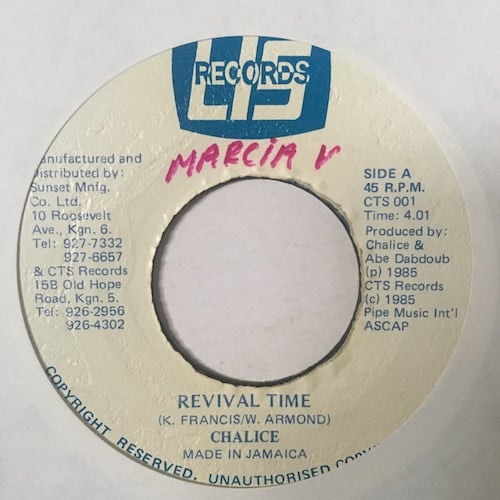 CTS
RECORDS
MARCIA V
anufactured and
istributed by:
Sunset Mnfg.
Co. Ltd.
10 Roosevelt
Ave., Kgn. 6.
Tel: 927-7332
927-6657
& CTS Records
15B Old Hope
Road, Kgn. 5.
Tel: 926-2956
926-4302
SIDE A
45 R.P.M.
CTS 001
Time: 4.01
Produced by:
Chalice &
Abe Dabdoub
(p) 1985
CTS Records
(c) 1985
Pipe Music Int'l
ASCAP
REVIVAL TIME
(K. FRANCIS/W. ARMOND)
CHALICE
MADE IN JAMAICA
COPYRIGHT RESERVED. UNAUTHORISED COPY